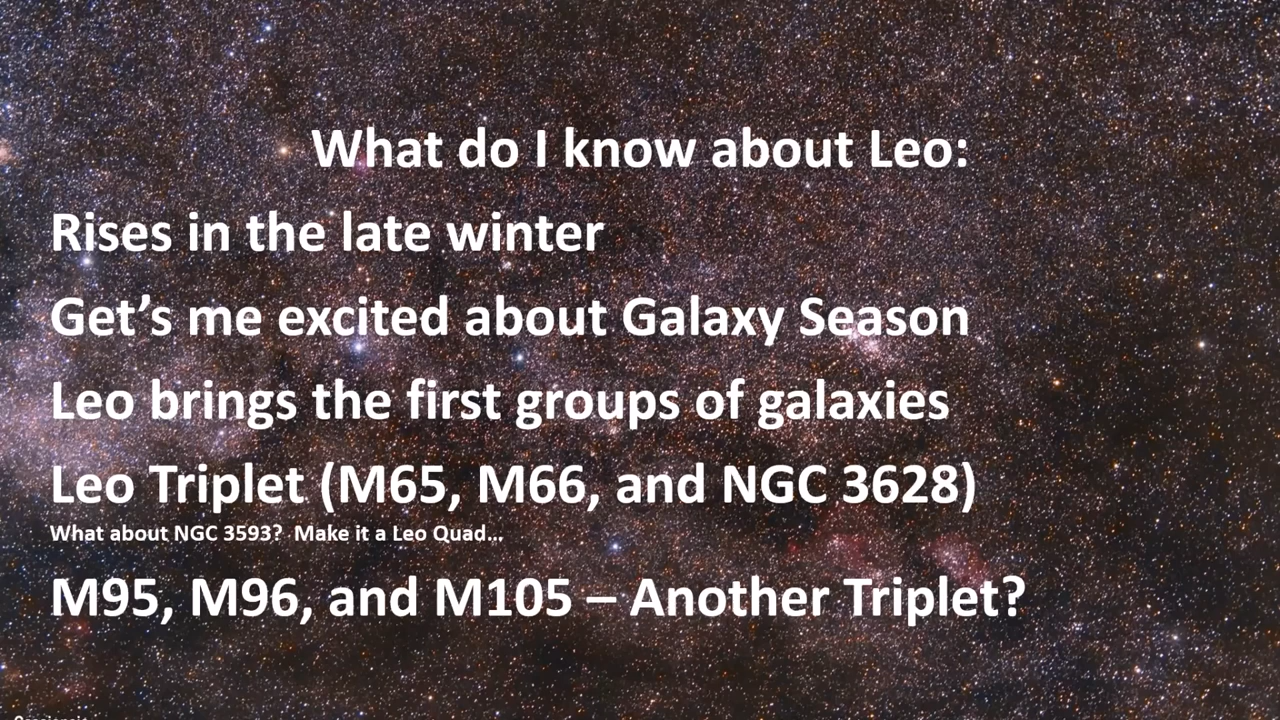 What do I know about Leo:
Rises in the late winter
Get’s me excited about Galaxy Season
Leo brings the first groups of galaxies
Leo Triplet (M65, M66, and NGC 3628)
What about NGC 3593?  Make it a Leo Quad…
M95, M96, and M105 – Another Triplet?